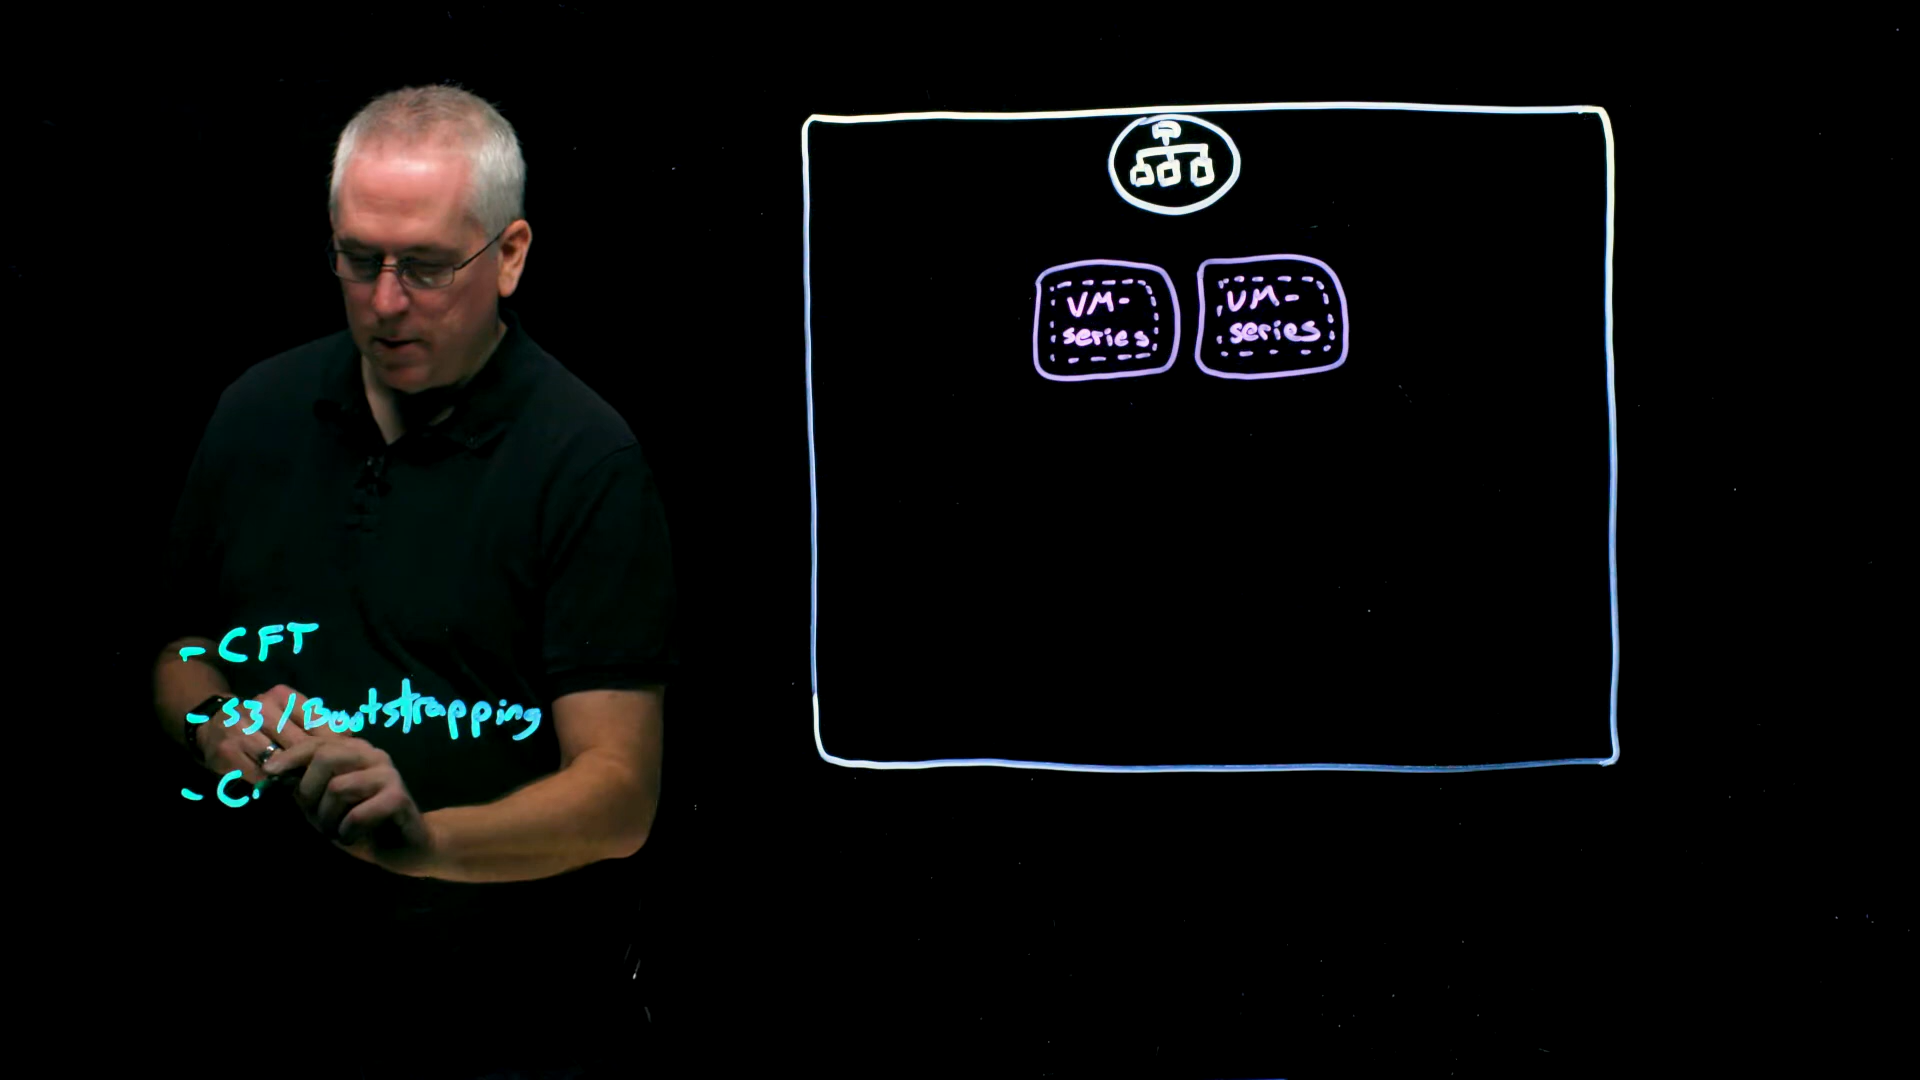 VM-
series
VM-
series
- CFT
- S3/Bootstrapping
- C